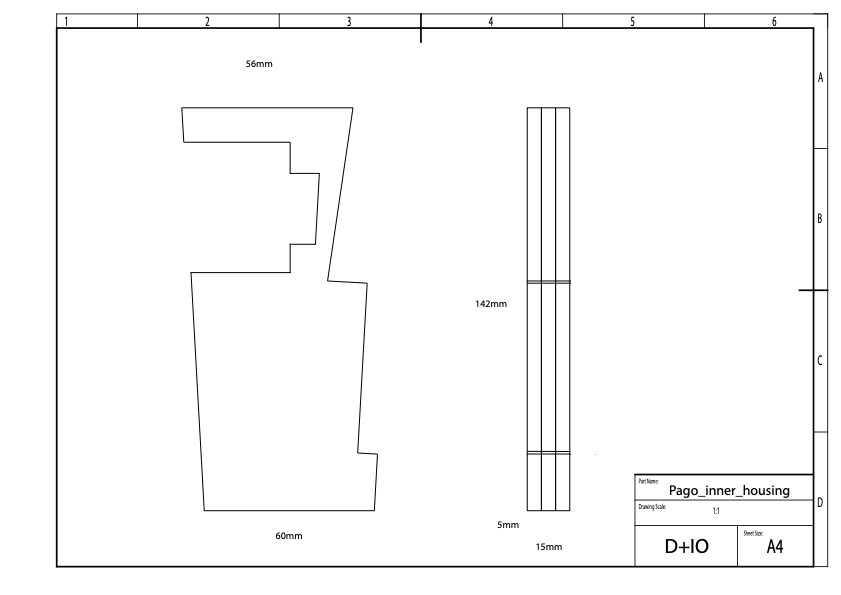 1 2 3 4 5 6
56mm
A
B
142mm
C
Part Name:
Pago_inner_housing
D
Drawing Scale:
1:1
5mm
60mm
15mm
Sheet Size:
D+IO
A4